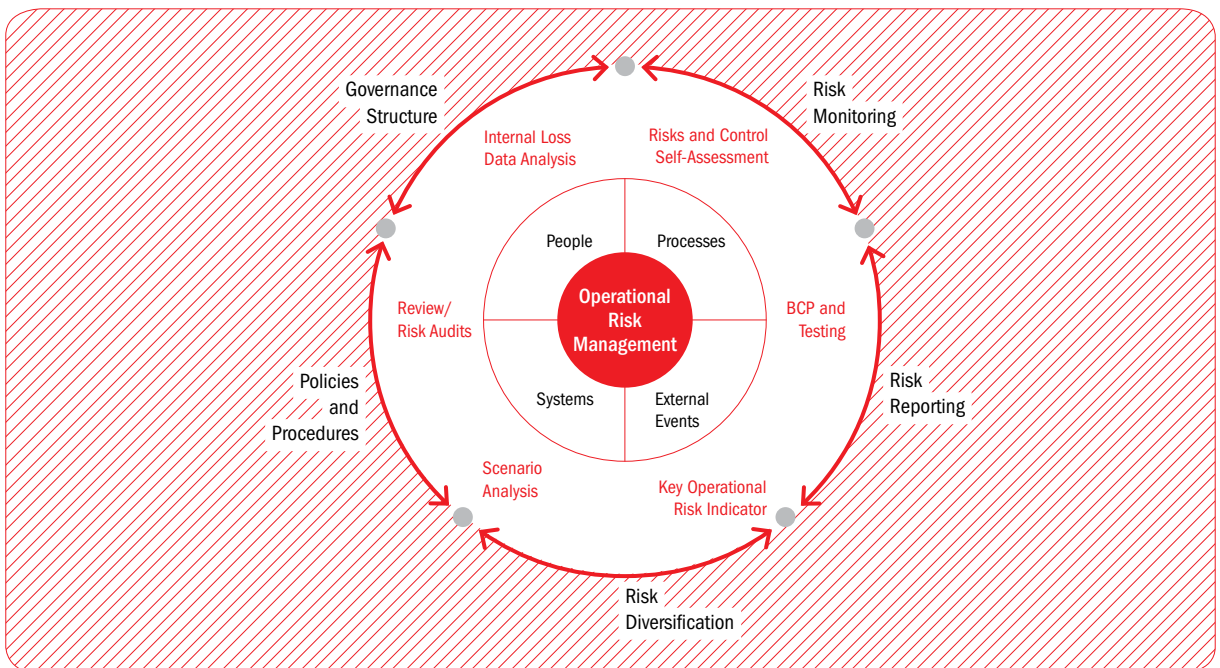 Governance
Structure
Risk
Monitoring
Internal Loss
Data Analysis
Risks and Control
Self-Assessment
People
Processes
Operational
Risk
Management
Review/
Risk Audits
BCP and
Testing
Policies
and
Procedures
Risk
Reporting
Systems
External
Events
Scenario
Analysis
Key Operational
Risk Indicator
Risk
Diversification